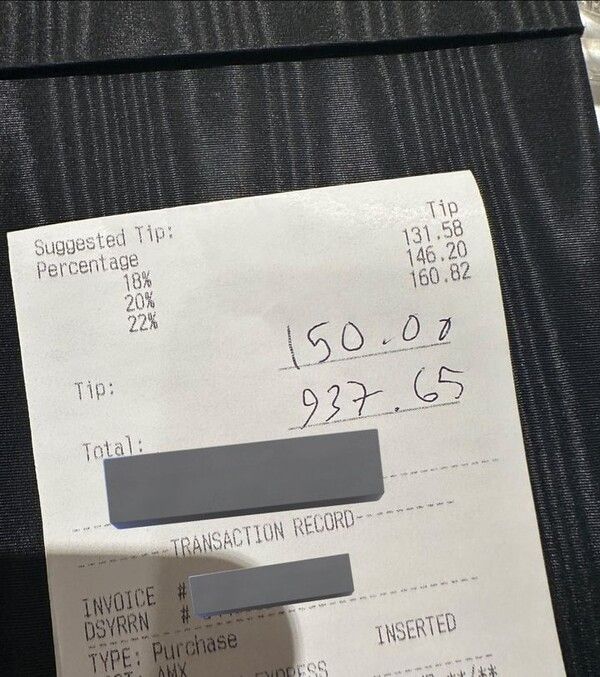 Suggested Tip:
Percentage Tip
18% 131.58
20% 146.20
22% 160.82
Tip: 150.00
Total: 937.65
TRANSACTION RECORD
INVOICE #
DSYRRN #
TYPE: Purchase INSERTED
AMX